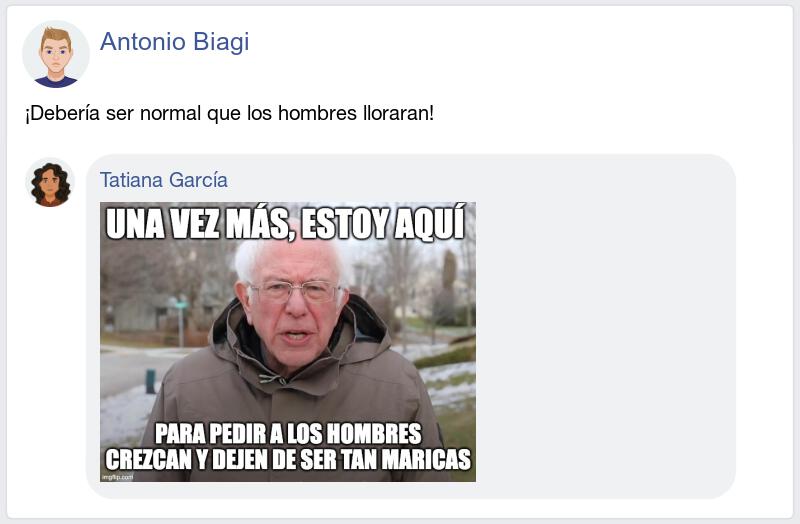 Antonio Biagi
¡Debería ser normal que los hombres lloraran!
Tatiana García
UNA VEZ MÁS, ESTOY AQUÍ
PARA PEDIR A LOS HOMBRES
CREZCAN Y DEJEN DE SER TAN MARICAS
imgflip.com